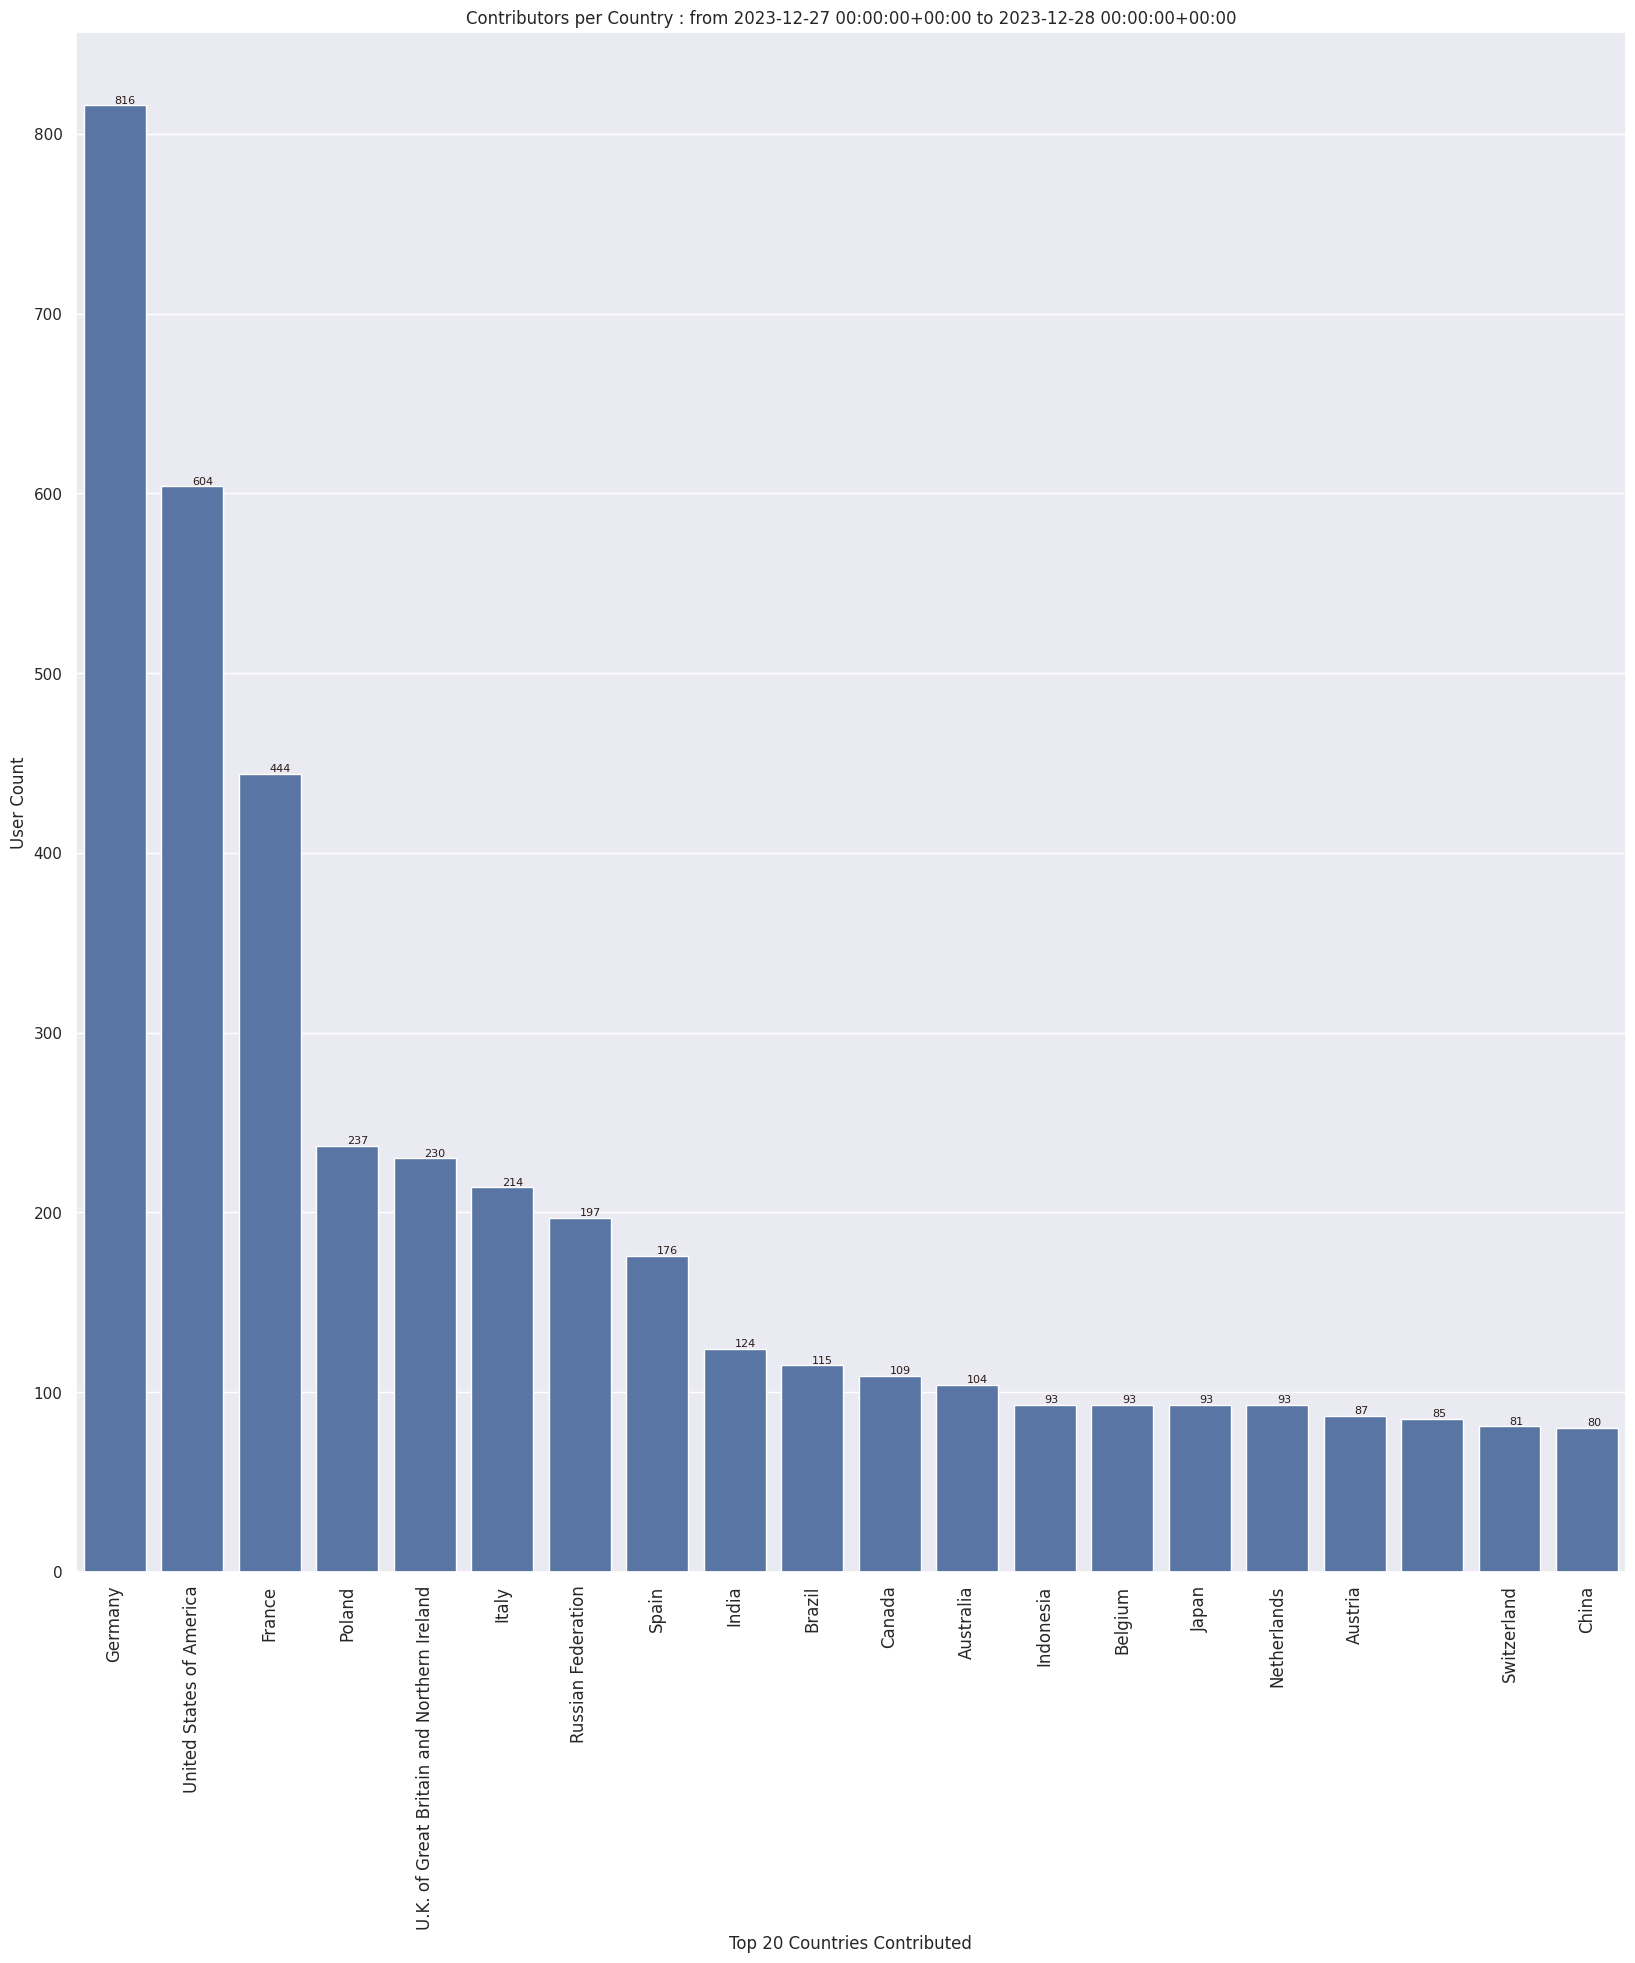 Contributors per Country : from 2023-12-27 00:00:00+00:00 to 2023-12-28 00:00:00+00:00
User Count
800
700
600
500
400
300
200
100
0
816
604
444
237
230
214
197
176
124
115
109
104
93
93
93
93
87
85
81
80
Germany
United States of America
France
Poland
U.K. of Great Britain and Northern Ireland
Italy
Russian Federation
Spain
India
Brazil
Canada
Australia
Indonesia
Belgium
Japan
Netherlands
Austria
Switzerland
China
Top 20 Countries Contributed